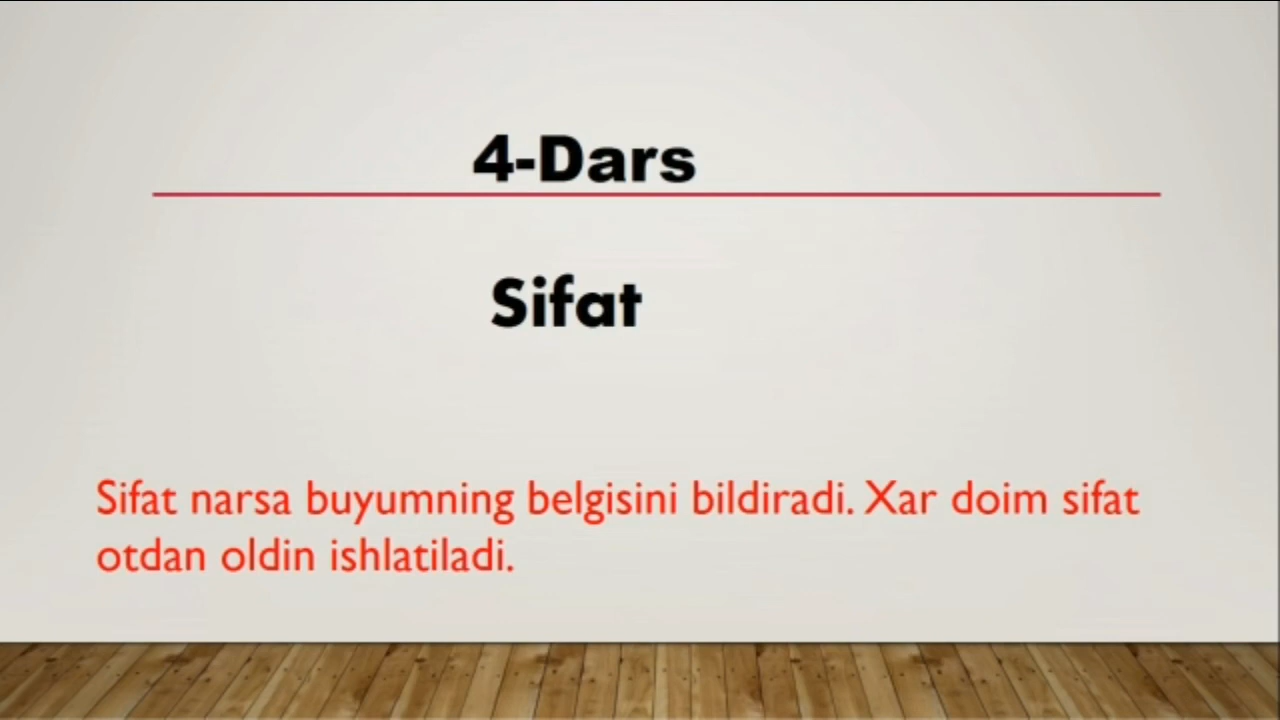 4-Dars
Sifat
Sifat narsa buyumning belgisini bildiradi. Xar doim sifat
otdan oldin ishlatiladi.